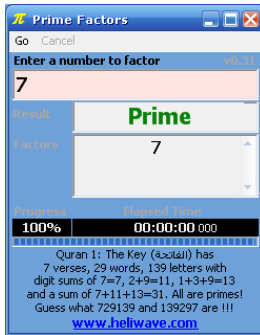 Prime Factors
Go Cancel
Enter a number to factor v0.31
7
Result Prime
Factors 7
Progress Elapsed Time
100% 00:00:00 000
Quran 1: The Key (الفاتحة) has
7 verses, 29 words, 139 letters with
digit sums of 7=7, 2+9=11, 1+3+9=13
and a sum of 7+11+13=31. All are primes!
Guess what 729139 and 139297 are !!!
www.heliwave.com